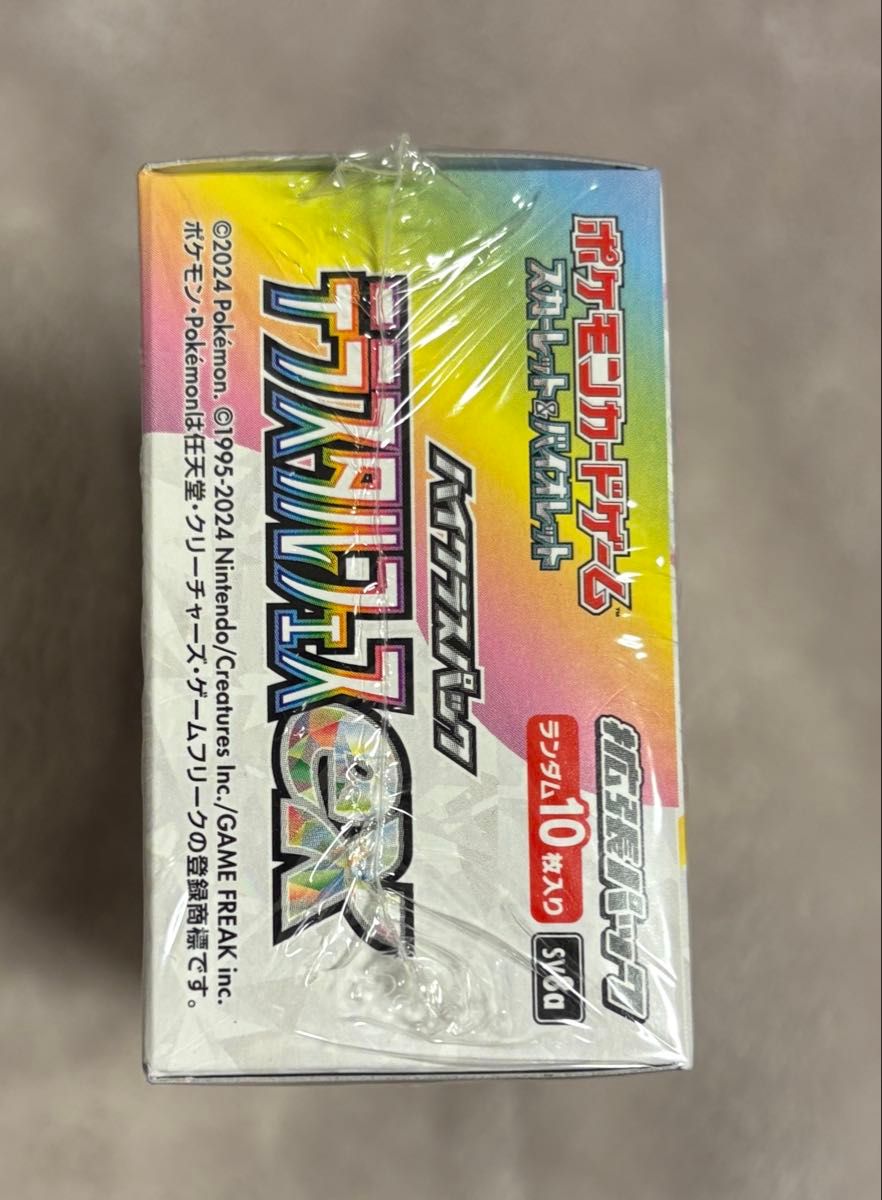 ポケモンカードゲーム™
スカーレット&バイオレット
拡張パック
ハイクラスパック
ランダム10枚入り
SV8a
テラスタルフェス
ex
©2024 Pokémon. ©1995-2024 Nintendo/Creatures Inc./GAME FREAK inc.
ポケモン・Pokémonは任天堂・クリーチャーズ・ゲームフリークの登録商標です。